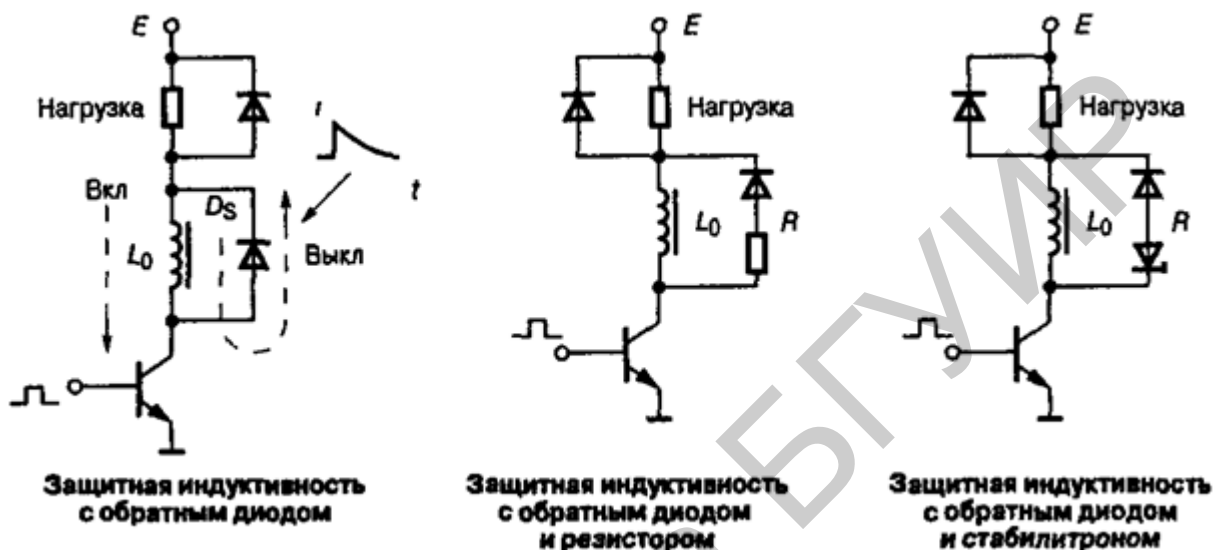 E
Нагрузка
i
t
Вкл
DS
L0
Выкл
Защитная индуктивность
с обратным диодом
E
Нагрузка
L0
R
Защитная индуктивность
с обратным диодом
и резистором
E
Нагрузка
L0
R
Защитная индуктивность
с обратным диодом
и стабилитроном
БГУИР